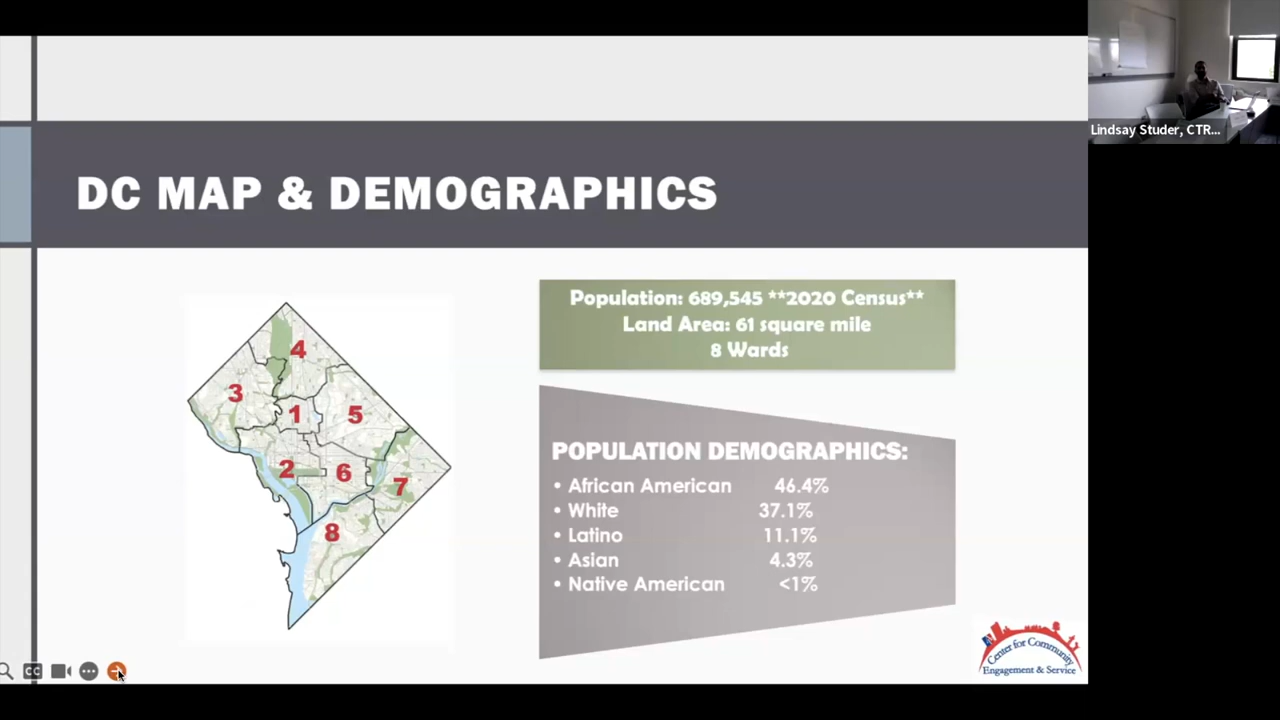 Lindsay Studer, CTR...
DC MAP & DEMOGRAPHICS
4
3
1
5
2
6
7
8
Population: 689,545 **2020 Census**
Land Area: 61 square mile
8 Wards
POPULATION DEMOGRAPHICS:
• African American 46.4%
• White 37.1%
• Latino 11.1%
• Asian 4.3%
• Native American <1%
Center for Community
Engagement & Service
CC